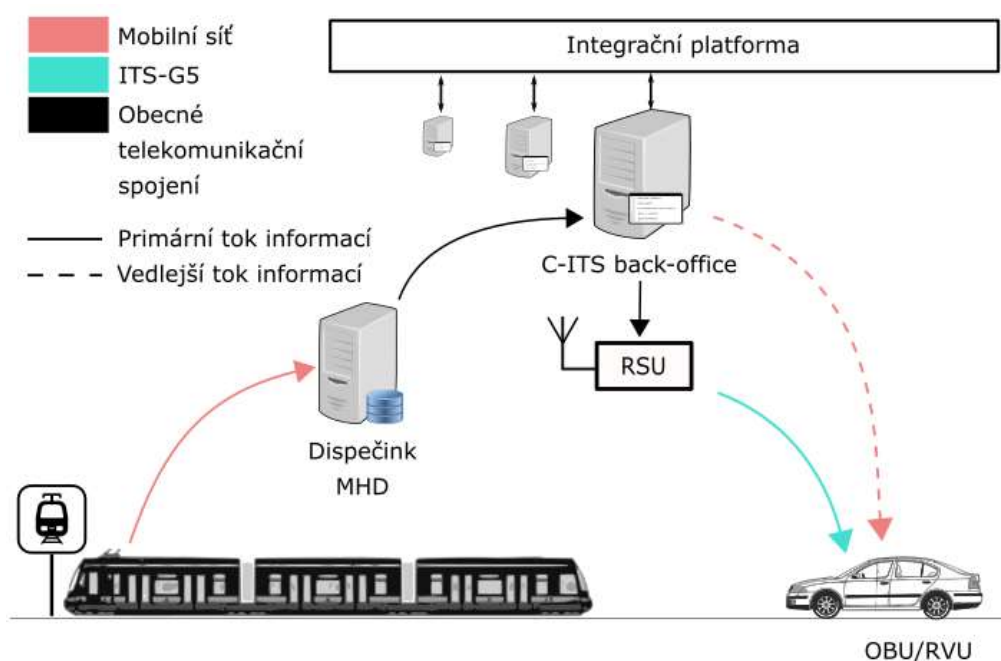 Mobilní síť
ITS-G5
Obecné
telekomunikační
spojení
Primární tok informací
Vedlejší tok informací
Integrační platforma
C-ITS back-office
RSU
Dispečink
MHD
OBU/RVU